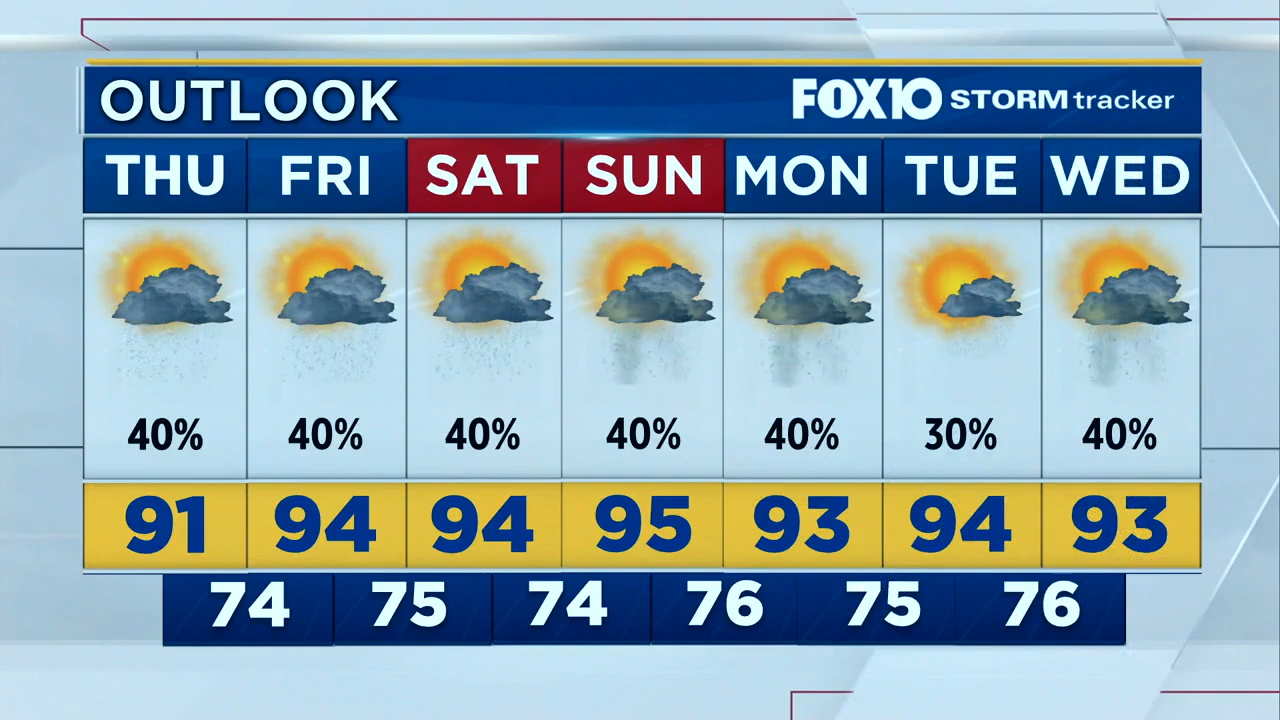 OUTLOOK FOX10 STORM tracker
THU FRI SAT SUN MON TUE WED
40% 40% 40% 40% 40% 30% 40%
91 94 94 95 93 94 93
74 75 74 76 75 76